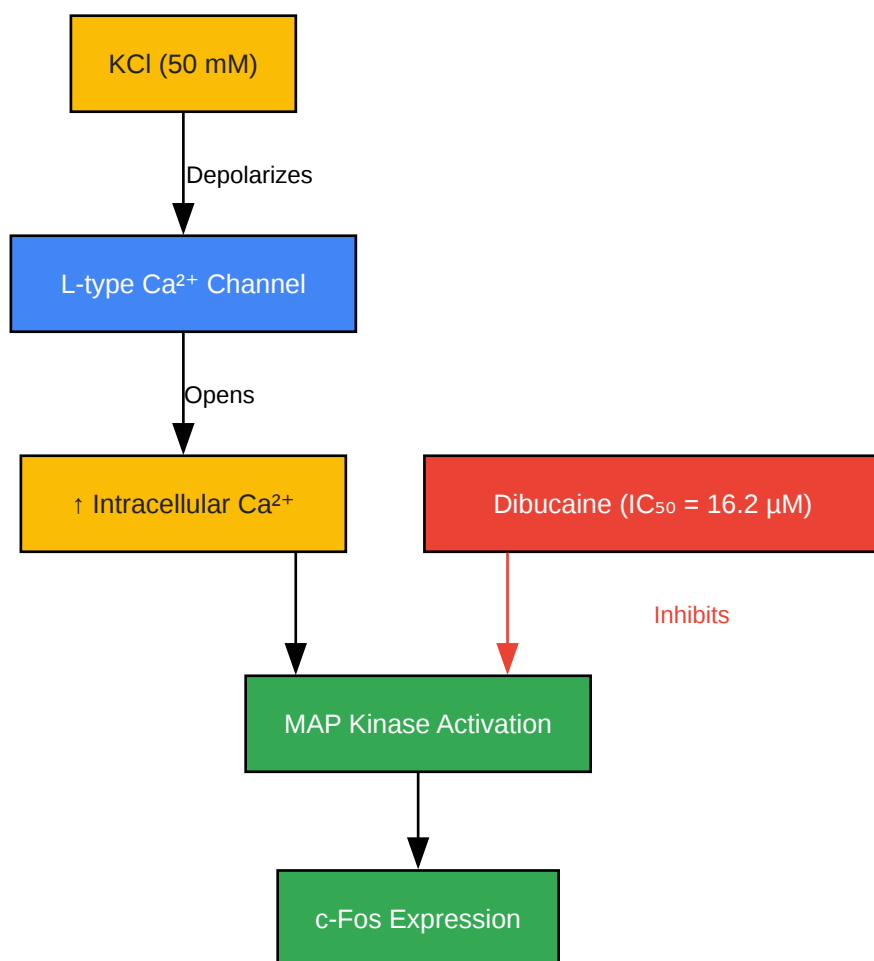 KCl (50 mM)
Depolarizes
L-type Ca²⁺ Channel
Opens
↑ Intracellular Ca²⁺
Dibucaine (IC₅₀ = 16.2 µM)
Inhibits
MAP Kinase Activation
c-Fos Expression